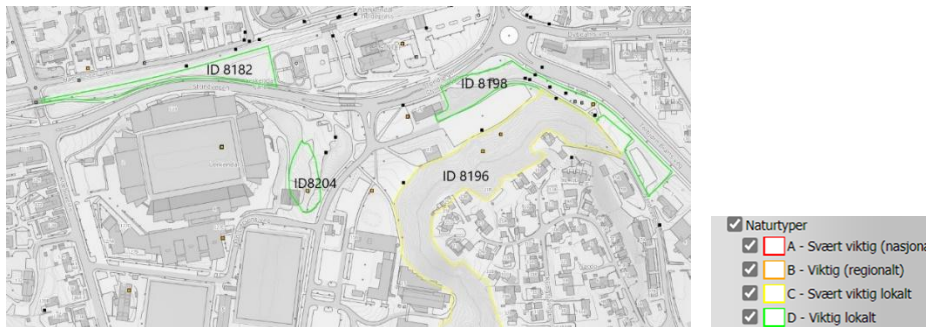 ID 8182
ID 8198
ID8204
ID 8196
Naturtyper
A - Svært viktig (nasjona
B - Viktig (regionalt)
C - Svært viktig lokalt
D - Viktig lokalt